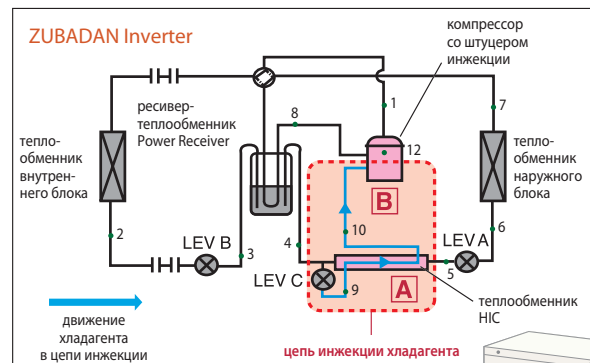 ZUBADAN Inverter
компрессор
со штуцером
инжекции
ресивер-
теплообменник
Power Receiver
1
7
8
12
тепло-
обменник
внутрен-
него блока
тепло-
обменник
наружного
блока
B
2
10
6
LEV B
3
4
LEV A
5
LEV C
9
A
теплообменник
HIC
движение
хладагента
в цепи инжекции
цепь инжекции хладагента